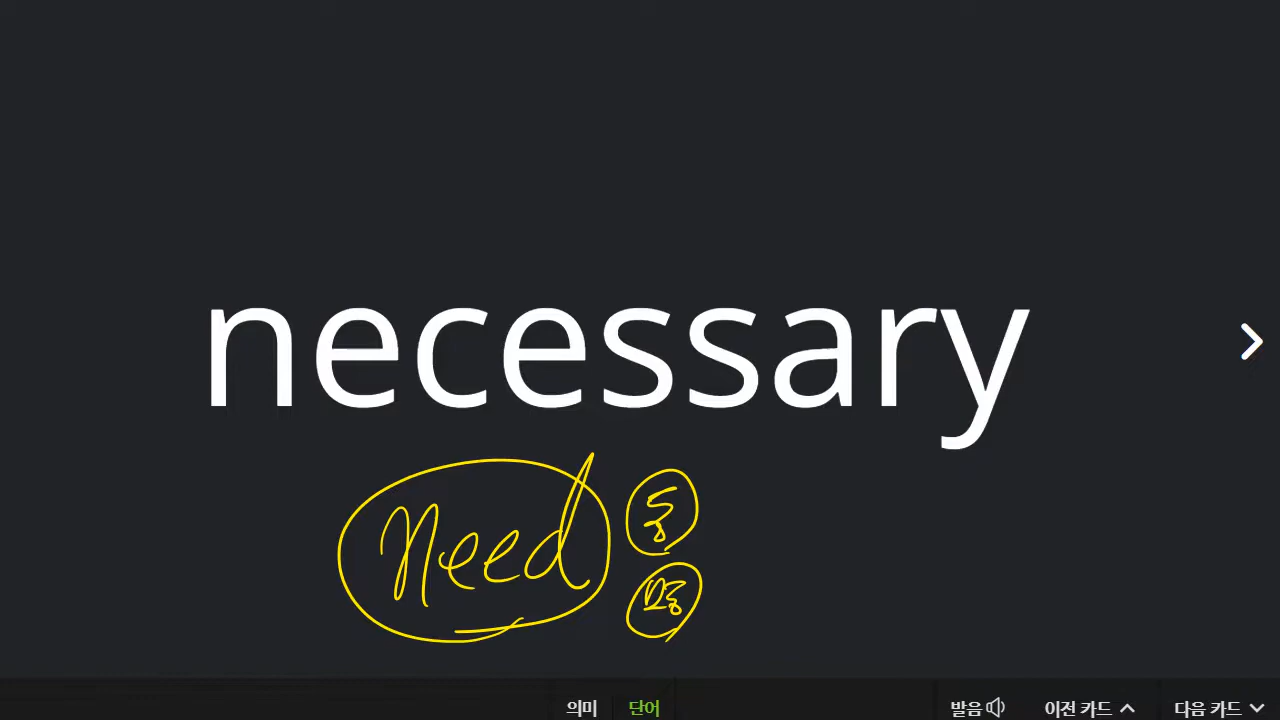 necessary
need
동
명
의미 단어 발음 이전 카드 다음 카드